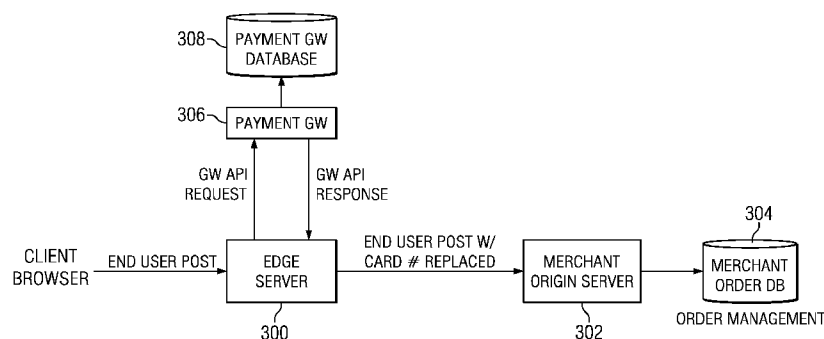 308
PAYMENT GW
DATABASE
306
PAYMENT GW
GW API
REQUEST
GW API
RESPONSE
CLIENT
BROWSER
END USER POST
EDGE
SERVER
300
END USER POST W/
CARD # REPLACED
MERCHANT
ORIGIN SERVER
302
304
MERCHANT
ORDER DB
ORDER MANAGEMENT